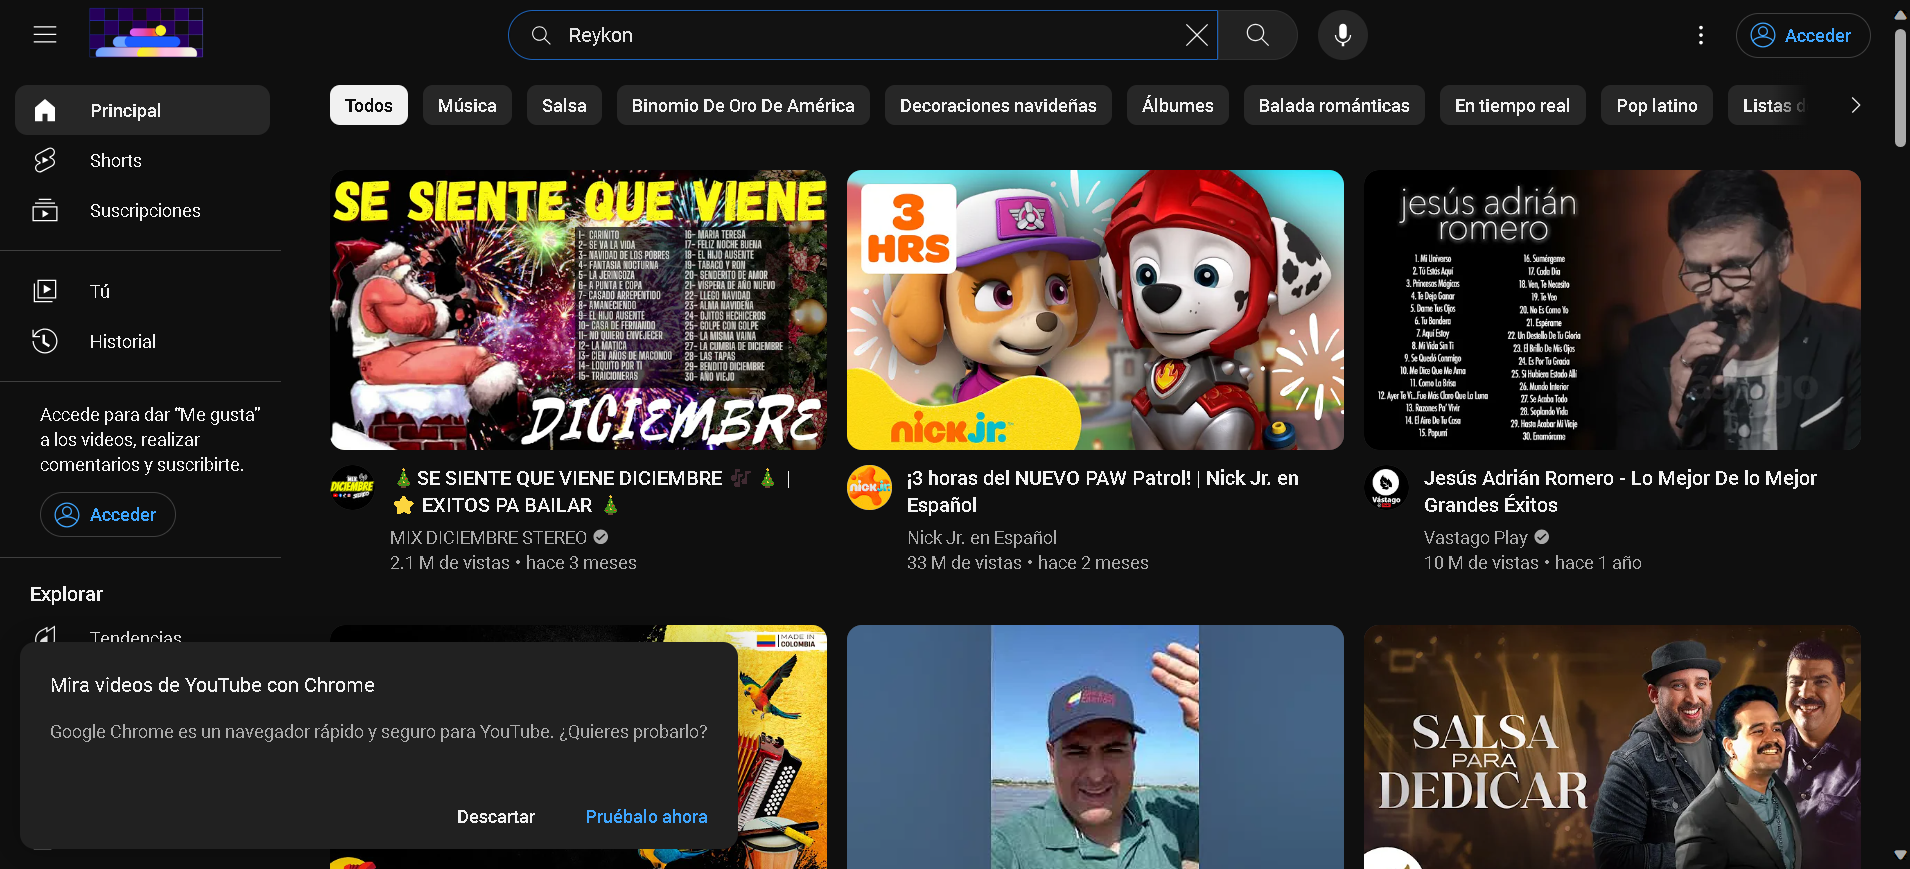 Reykon
Acceder
Principal
Shorts
Suscripciones
Tú
Historial
Accede para dar “Me gusta”
a los videos, realizar
comentarios y suscribirte.
Acceder
Explorar
Tendencias
Todos
Música
Salsa
Binomio De Oro De América
Decoraciones navideñas
Álbumes
Balada románticas
En tiempo real
Pop latino
Listas d
SE SIENTE QUE VIENE
1- CARIÑITO
2- SE VA LA VIDA
3- NAVIDAD DE LOS POBRES
4- FANTASIA NOCTURNA
5- LA JERINGOZA
6- A PUNTA E COPA
7- CASADO ARREPENTIDO
8- AMANECIENDO
9- EL HIJO AUSENTE
10- CASA DE FERNANDO
11- NO QUIERO ENVEJECER
12- LA MATICA
13- CIEN AÑOS DE MACONDO
14- LOQUITO POR TI
15- TRAICIONERAS
16- MARIA TERESA
17- FELIZ NOCHE BUENA
18- EL HIJO AUSENTE
19- TABACO Y RON
20- SENDERITO DE AMOR
21- VISPERA DE AÑO NUEVO
22- LLEGO NAVIDAD
23- ALMA NAVIDEÑA
24- OJITOS HECHICEROS
25- GOLPE CON GOLPE
26- LA MISMA VAINA
27- LA CUMBIA DE DICIEMBRE
28- LAS TAPAS
29- BENDITO DICIEMBRE
30- AÑO VIEJO
DICIEMBRE
MIX
DICIEMBRE
STEREO
🎄 SE SIENTE QUE VIENE DICIEMBRE 🎶 🎄 |
⭐ EXITOS PA BAILAR 🎄
MIX DICIEMBRE STEREO
2.1 M de vistas • hace 3 meses
3
HRS
nick jr.
nick jr.
¡3 horas del NUEVO PAW Patrol! | Nick Jr. en
Español
Nick Jr. en Español
33 M de vistas • hace 2 meses
jesús adrián
romero
1. Mi Universo
2. Tú Estás Aquí
3. Princesas Mágicas
4. Te Dejo Ganar
5. Dame Tus Ojos
6. Tu Bandera
7. Aquí Estoy
8. Mi Vida Sin Ti
9. Se Quedó Conmigo
10. Me Dice Que Me Ama
11. Como La Brisa
12. Ayer Te Vi...Fue Más Claro Que La Luna
13. Razones Pa' Vivir
14. El Aire De Tu Casa
15. Popurrí
16. Sumérgeme
17. Cada Día
18. Ven, Te Necesito
19. Te Veo
20. No Es Como Yo
21. Espérame
22. Un Destello De Tu Gloria
23. El Brillo De Mis Ojos
24. Es Por Tu Gracia
25. Si Hubiera Estado Allí
26. Mundo Interior
27. Se Acabo Todo
28. Soplando Vida
29. Hasta Acabar Mi Viaje
30. Enamórame
Vastago
Vástago
Jesús Adrián Romero - Lo Mejor De lo Mejor
Grandes Éxitos
Vastago Play
10 M de vistas • hace 1 año
MADE IN
COLOMBIA
SALSA
PARA
DEDICAR
Mira videos de YouTube con Chrome
Google Chrome es un navegador rápido y seguro para YouTube. ¿Quieres probarlo?
Descartar
Pruébalo ahora